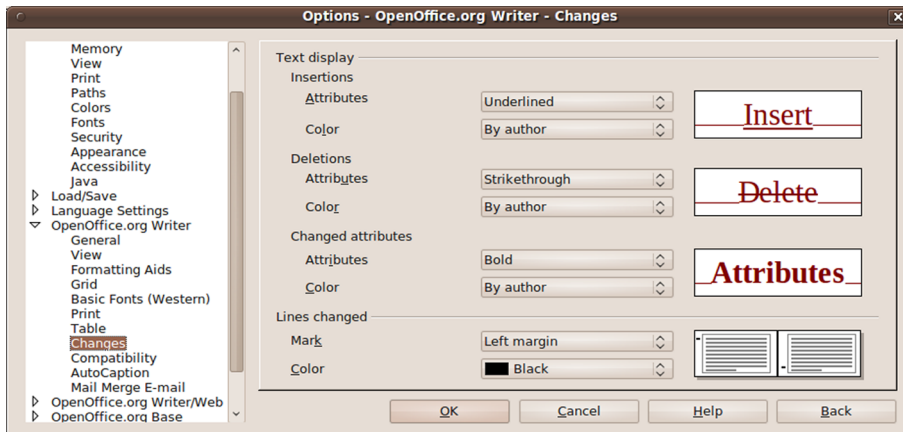 Options - OpenOffice.org Writer - Changes
Memory
View
Print
Paths
Colors
Fonts
Security
Appearance
Accessibility
Java
Load/Save
Language Settings
OpenOffice.org Writer
General
View
Formatting Aids
Grid
Basic Fonts (Western)
Print
Table
Changes
Compatibility
AutoCaption
Mail Merge E-mail
OpenOffice.org Writer/Web
OpenOffice.org Base
Text display
Insertions
Attributes Underlined
Color By author
Insert
Deletions
Attributes Strikethrough
Color By author
Delete
Changed attributes
Attributes Bold
Color By author
Attributes
Lines changed
Mark Left margin
Color Black
OK Cancel Help Back